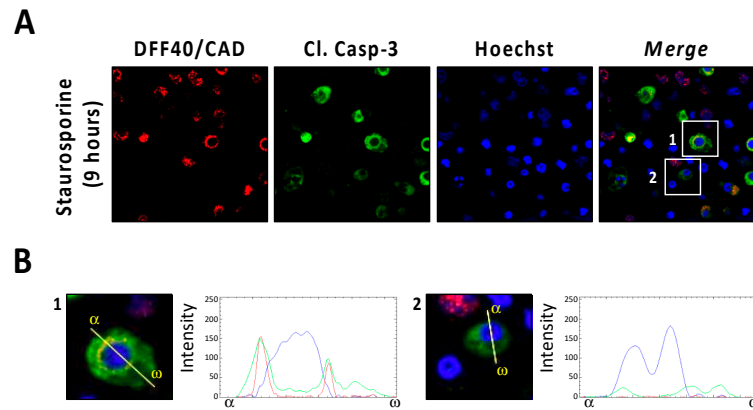 A
DFF40/CAD Cl. Casp-3 Hoechst Merge
Staurosporine
(9 hours)
1
2
B
1
α
ω
Intensity
250
200
150
100
50
0
α ω
2
α
ω
Intensity
250
200
150
100
50
0
α ω